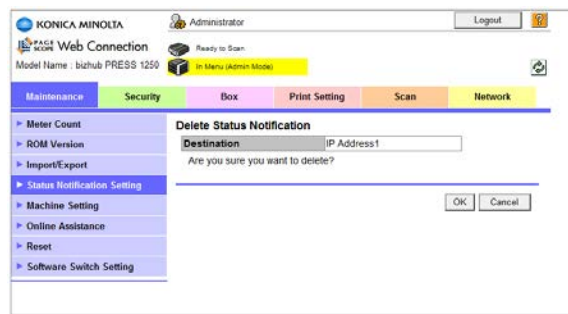 KONICA MINOLTA
Administrator
Logout
?
PAGE SCOPE Web Connection
Ready to Scan
Model Name : bizhub PRESS 1250
In Menu (Admin Mode)
Maintenance Security Box Print Setting Scan Network
Meter Count
ROM Version
Import/Export
Status Notification Setting
Machine Setting
Online Assistance
Reset
Software Switch Setting
Delete Status Notification
Destination IP Address1
Are you sure you want to delete?
OK Cancel